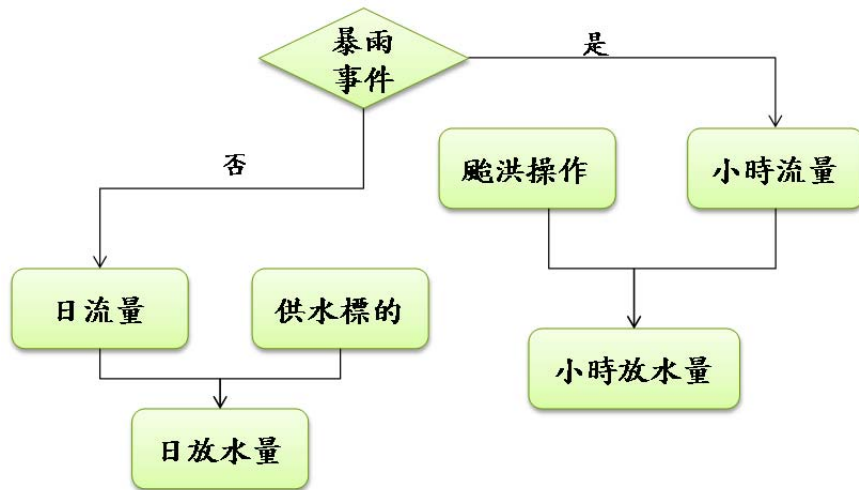 暴雨
事件
是
否
颱洪操作
小時流量
日流量
供水標的
小時放水量
日放水量